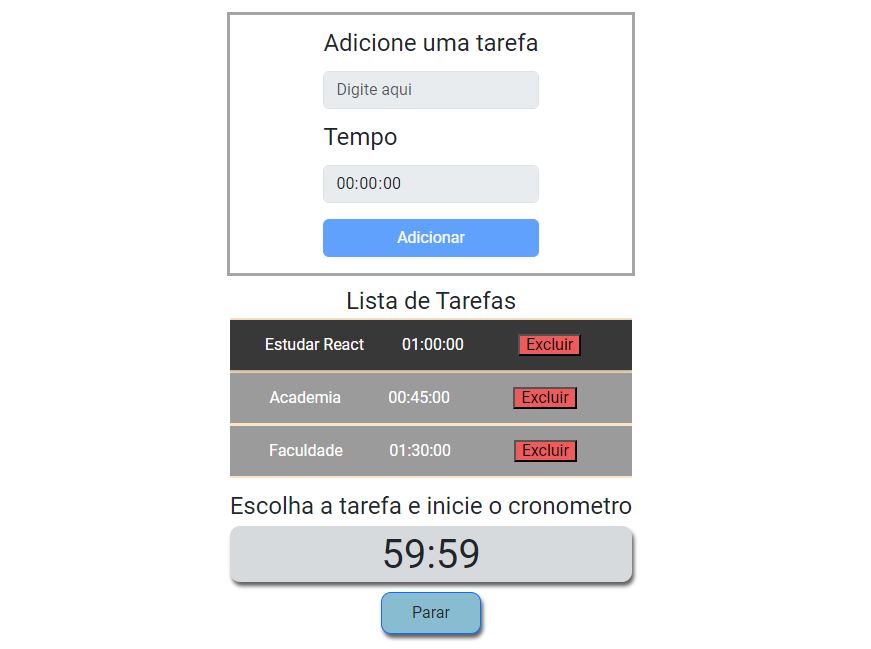 Adicione uma tarefa
Digite aqui
Tempo
00:00:00
Adicionar
Lista de Tarefas
Estudar React 01:00:00 Excluir
Academia 00:45:00 Excluir
Faculdade 01:30:00 Excluir
Escolha a tarefa e inicie o cronometro
59:59
Parar